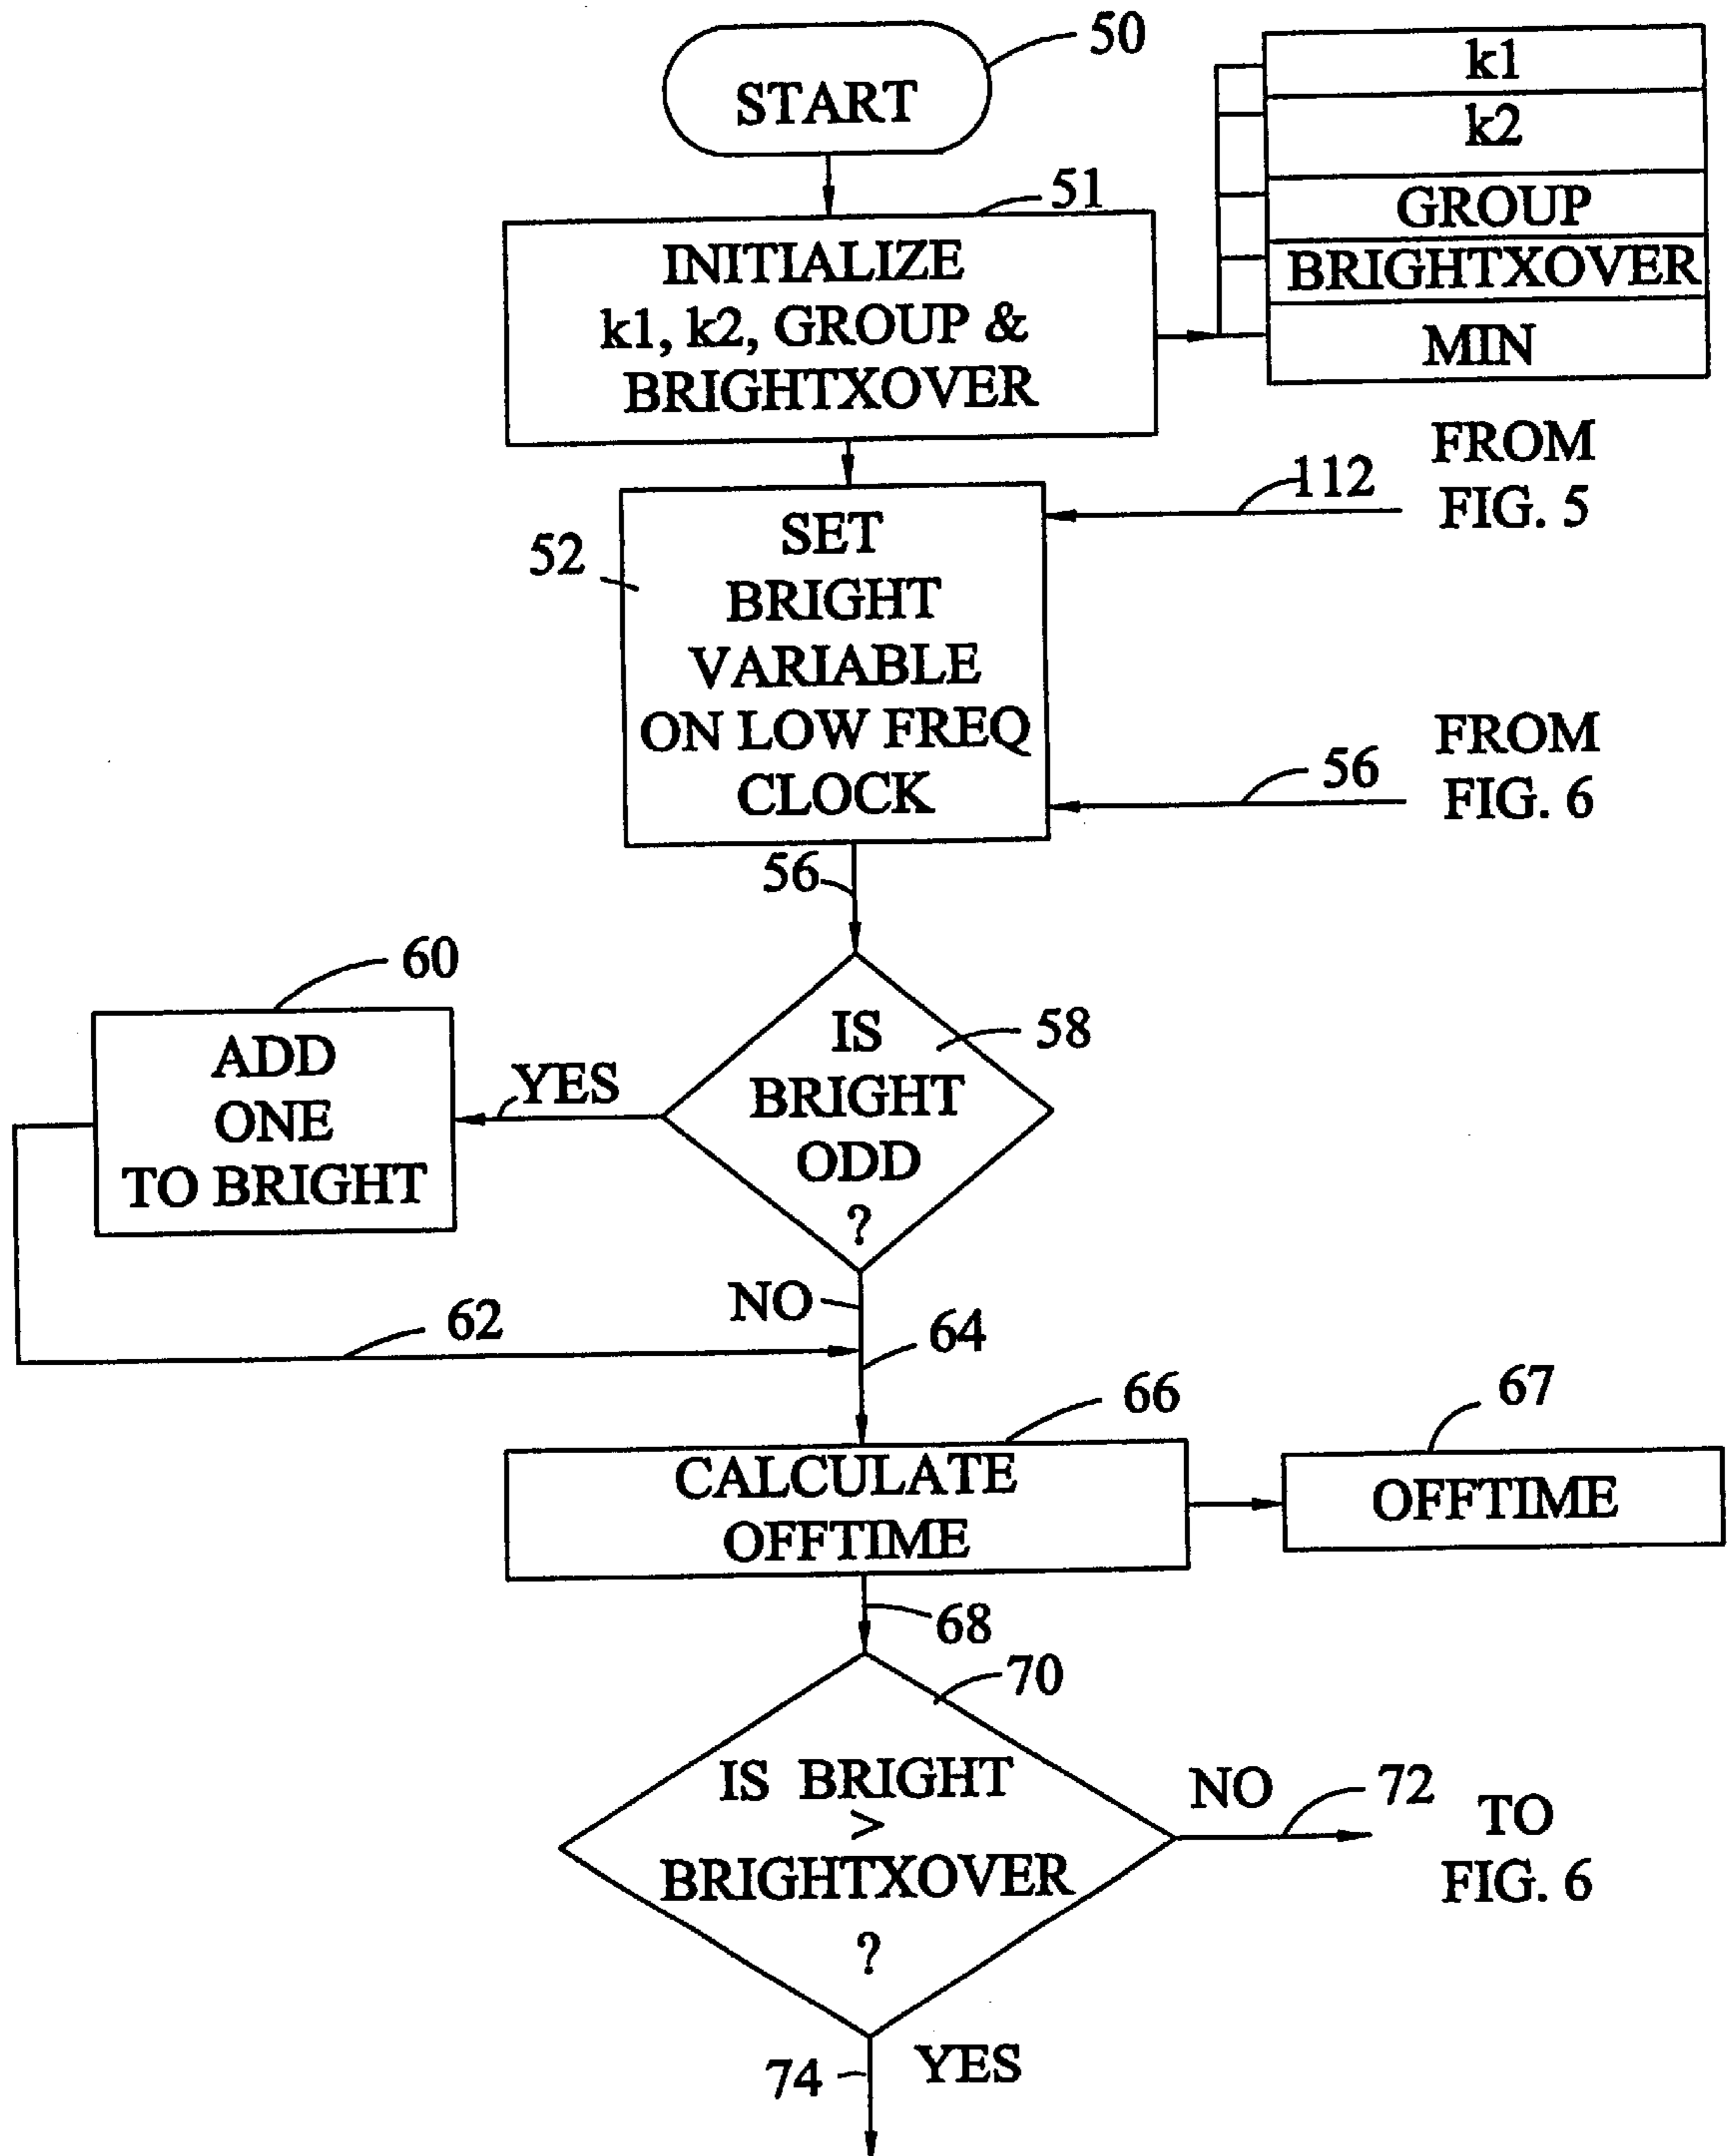 50
START
k1
k2
GROUP
BRIGHTXOVER
MIN
51
INITIALIZE
k1, k2, GROUP &
BRIGHTXOVER
FROM
FIG. 5
112
52
SET
BRIGHT
VARIABLE
ON LOW FREQ
CLOCK
FROM
FIG. 6
56
56
60
ADD
ONE
TO BRIGHT
YES
IS
BRIGHT
ODD
?
58
NO
62
64
66
CALCULATE
OFFTIME
67
OFFTIME
68
70
IS BRIGHT
>
BRIGHTXOVER
?
NO
72
TO
FIG. 6
74
YES